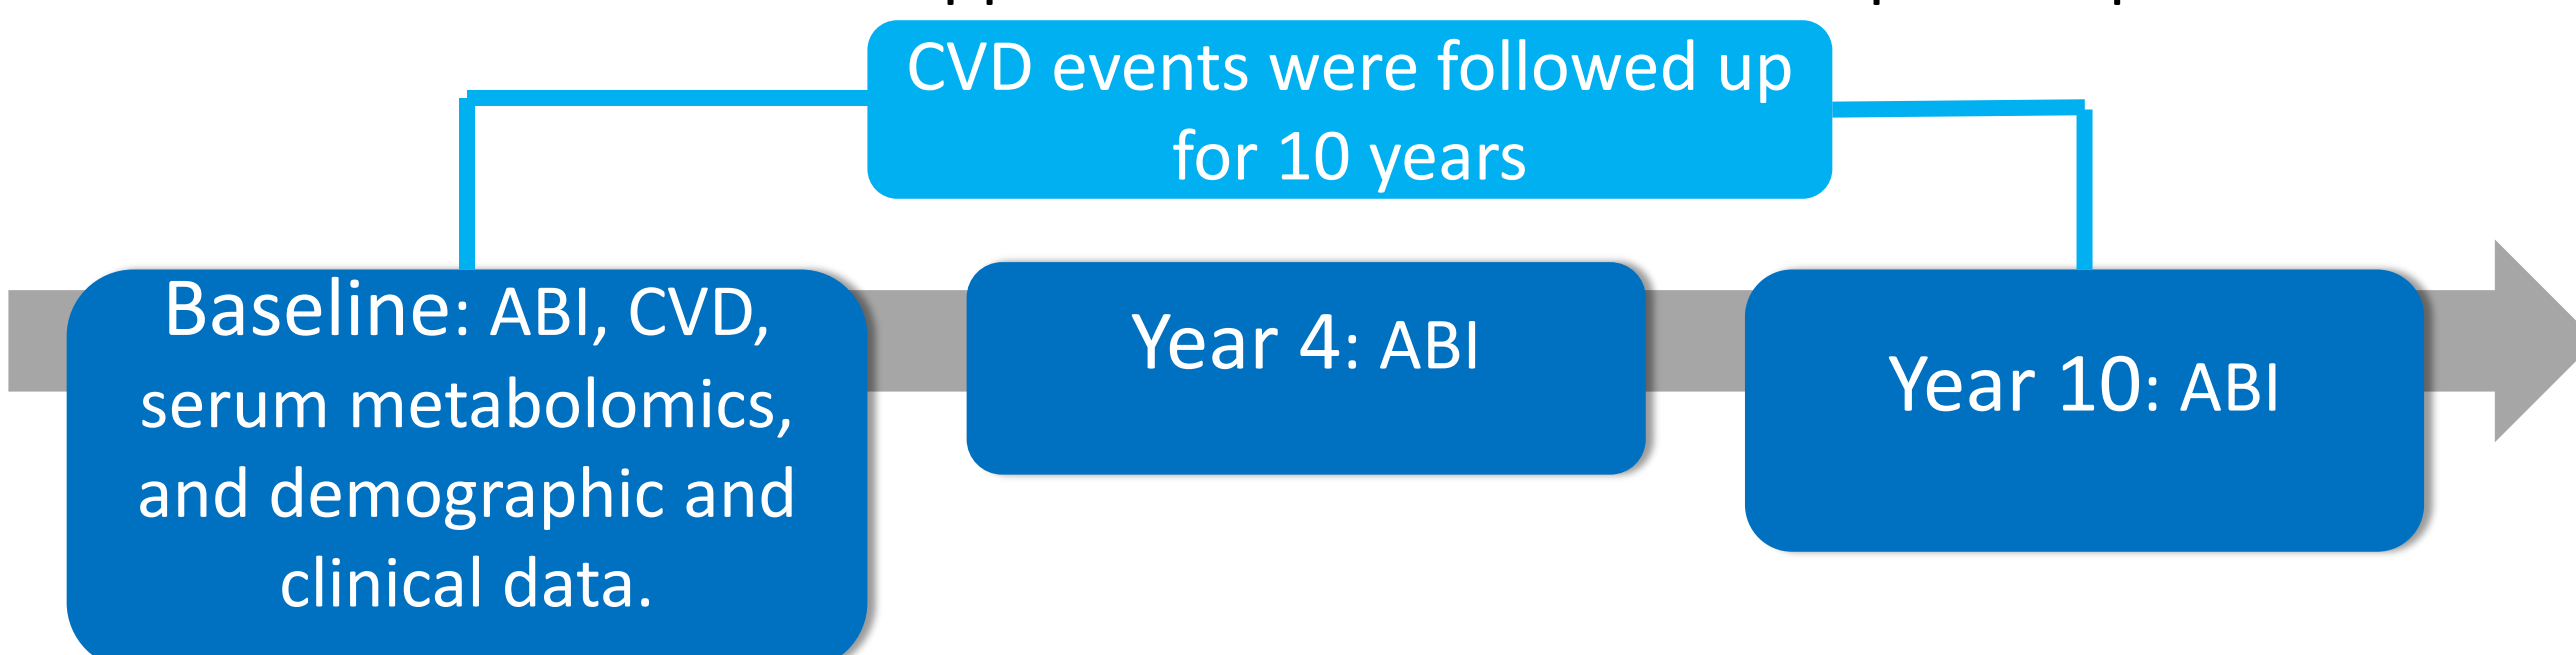 CVD events were followed up
for 10 years
Baseline: ABI, CVD,
serum metabolomics,
and demographic and
clinical data.
Year 4: ABI
Year 10: ABI